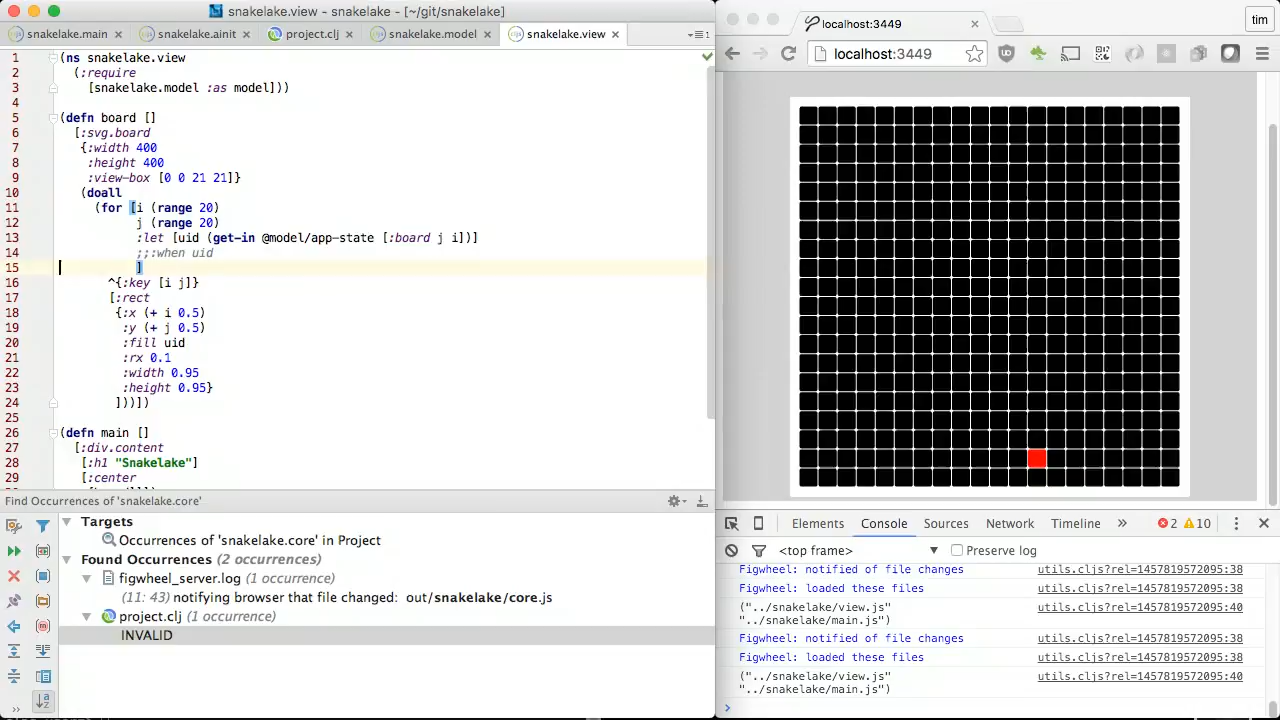 snakelake.view - snakelake - [~/git/snakelake]
snakelake.main
snakelake.ainit
project.clj
snakelake.model
snakelake.view
1 (ns snakelake.view
2 (:require
3 [snakelake.model :as model]))
4
5 (defn board []
6 [:svg.board
7 {:width 400
8 :height 400
9 :view-box [0 0 21 21]}
10 (doall
11 (for [i (range 20)
12 j (range 20)
13 :let [uid (get-in @model/app-state [:board j i])]
14 ;;:when uid
15 ]
16 ^{:key [i j]}
17 [:rect
18 {:x (+ i 0.5)
19 :y (+ j 0.5)
20 :fill uid
21 :rx 0.1
22 :width 0.95
23 :height 0.95}
24 ]))])
25
26 (defn main []
27 [:div.content
28 [:h1 "Snakelake"]
29 [:center
Find Occurrences of 'snakelake.core'
Targets
Occurrences of 'snakelake.core' in Project
Found Occurrences (2 occurrences)
figwheel_server.log (1 occurrence)
(11: 43) notifying browser that file changed: out/snakelake/core.js
project.clj (1 occurrence)
INVALID
localhost:3449
tim
localhost:3449
Elements
Console
Sources
Network
Timeline
2
10
<top frame>
Preserve log
Figwheel: notified of file changes utils.cljs?rel=1457819572095:38
Figwheel: loaded these files utils.cljs?rel=1457819572095:38
("../snakelake/view.js" utils.cljs?rel=1457819572095:40
"../snakelake/main.js")
Figwheel: notified of file changes utils.cljs?rel=1457819572095:38
Figwheel: loaded these files utils.cljs?rel=1457819572095:38
("../snakelake/view.js" utils.cljs?rel=1457819572095:40
"../snakelake/main.js")